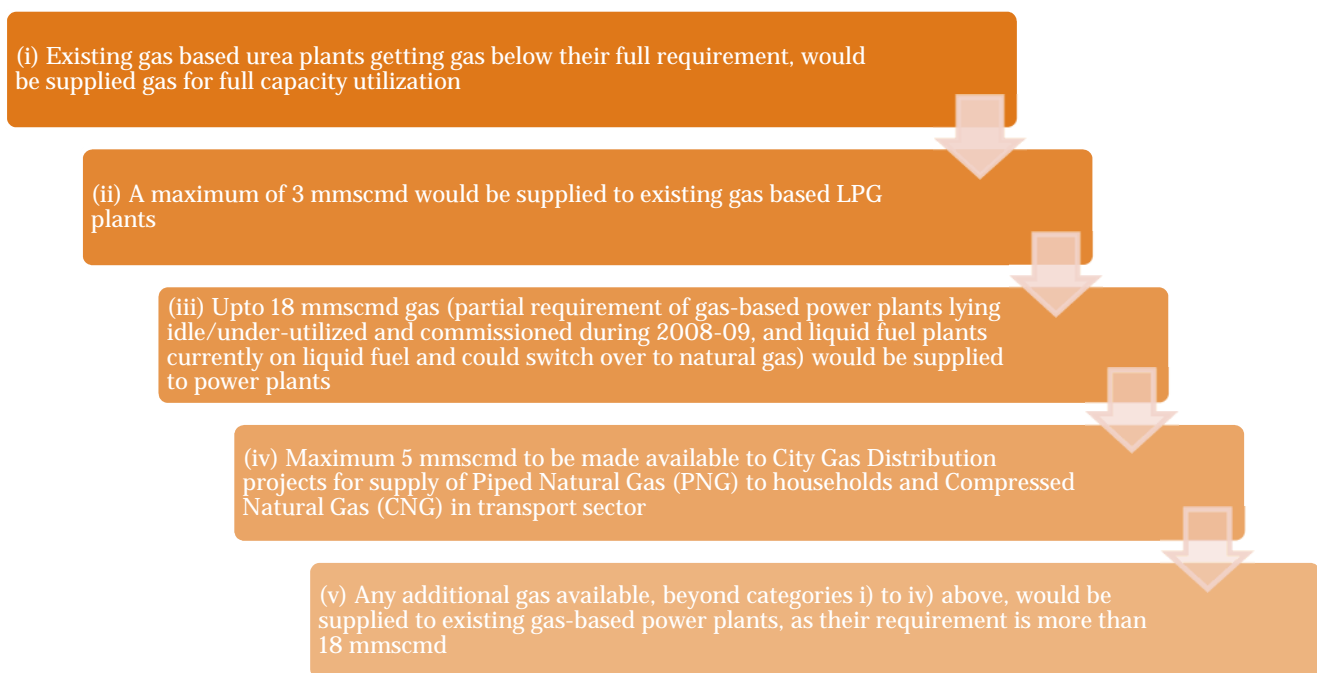 (i) Existing gas based urea plants getting gas below their full requirement, would
be supplied gas for full capacity utilization
(ii) A maximum of 3 mmscmd would be supplied to existing gas based LPG
plants
(iii) Upto 18 mmscmd gas (partial requirement of gas-based power plants lying
idle/under-utilized and commissioned during 2008-09, and liquid fuel plants
currently on liquid fuel and could switch over to natural gas) would be supplied
to power plants
(iv) Maximum 5 mmscmd to be made available to City Gas Distribution
projects for supply of Piped Natural Gas (PNG) to households and Compressed
Natural Gas (CNG) in transport sector
(v) Any additional gas available, beyond categories i) to iv) above, would be
supplied to existing gas-based power plants, as their requirement is more than
18 mmscmd